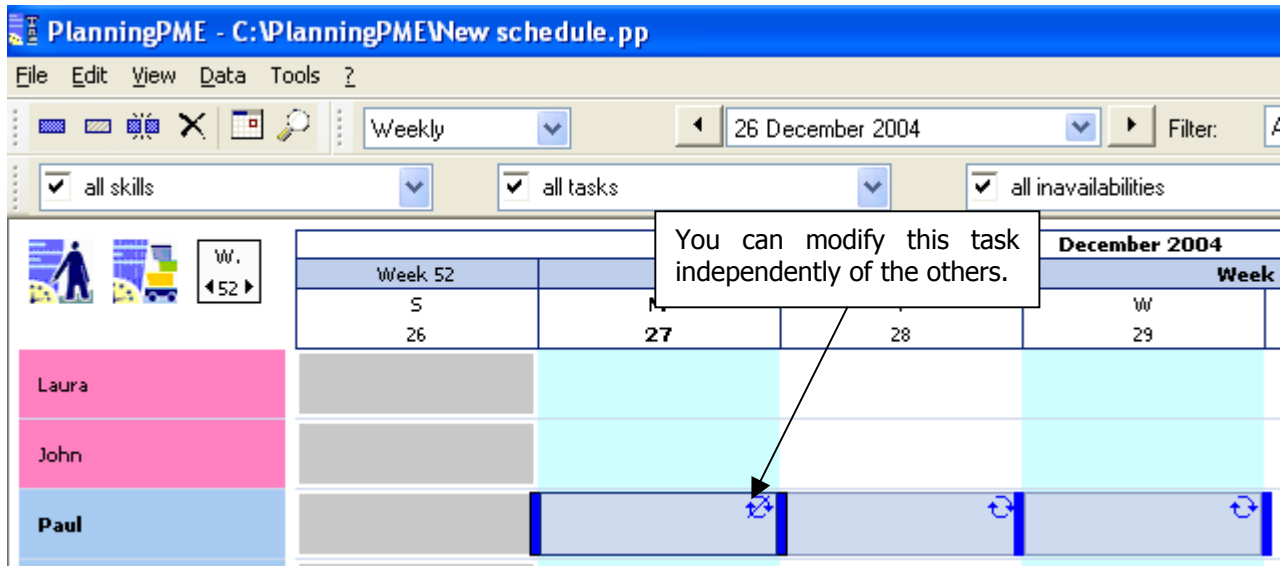 PlanningPME - C:\PlanningPME\New schedule.pp
File Edit View Data Tools ?
Weekly 26 December 2004 Filter:
all skills all tasks all inavailabilities
You can modify this task
independently of the others.
W.
52
December 2004
Week 52 Week
S W
26 27 28 29
Laura
John
Paul